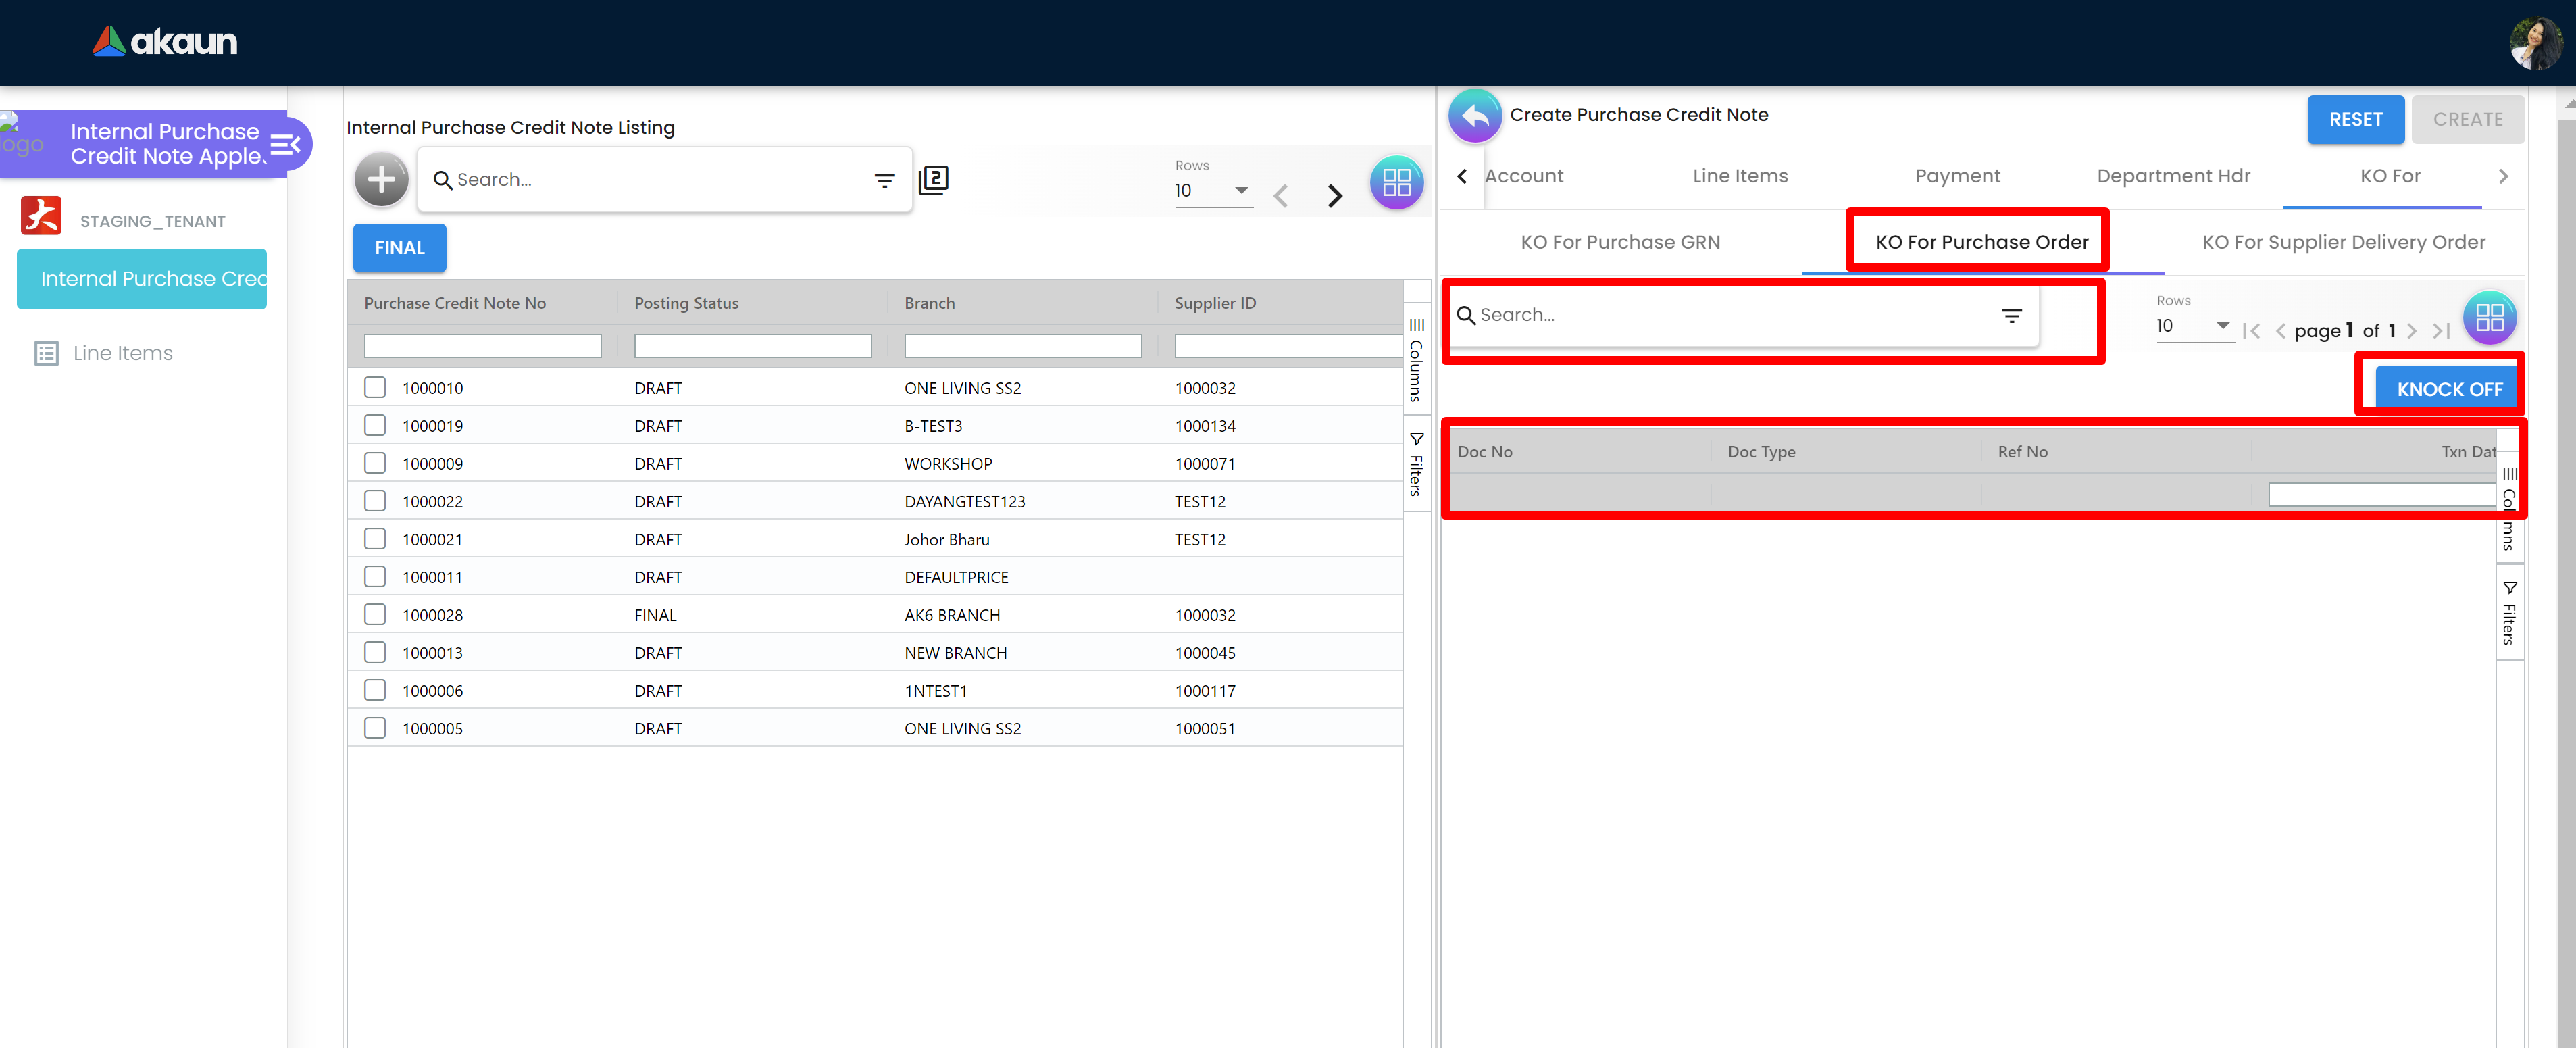 akaun
logo
Internal Purchase
Credit Note Apple
STAGING_TENANT
Internal Purchase Cred
Line Items
Internal Purchase Credit Note Listing
Search...
2
Rows
10
FINAL
Purchase Credit Note No Posting Status Branch Supplier ID
1000010 DRAFT ONE LIVING SS2 1000032
1000019 DRAFT B-TEST3 1000134
1000009 DRAFT WORKSHOP 1000071
1000022 DRAFT DAYANGTEST123 TEST12
1000021 DRAFT Johor Bharu TEST12
1000011 DRAFT DEFAULTPRICE
1000028 FINAL AK6 BRANCH 1000032
1000013 DRAFT NEW BRANCH 1000045
1000006 DRAFT 1NTEST1 1000117
1000005 DRAFT ONE LIVING SS2 1000051
Columns
Filters
Create Purchase Credit Note
RESET CREATE
Account Line Items Payment Department Hdr KO For
KO For Purchase GRN KO For Purchase Order KO For Supplier Delivery Order
Search...
Rows
10
page 1 of 1
KNOCK OFF
Doc No Doc Type Ref No Txn Dat
Columns
Filters